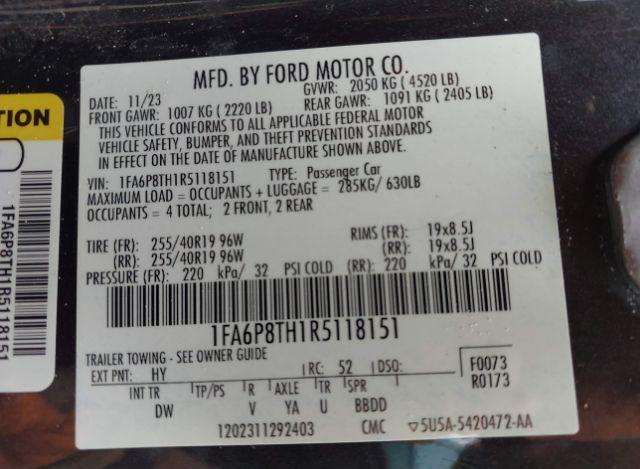 MFD. BY FORD MOTOR CO.
DATE: 11/23 GVWR: 2050 KG ( 4520 LB)
FRONT GAWR: 1007 KG ( 2220 LB) REAR GAWR: 1091 KG ( 2405 LB)
THIS VEHICLE CONFORMS TO ALL APPLICABLE FEDERAL MOTOR
VEHICLE SAFETY, BUMPER, AND THEFT PREVENTION STANDARDS
IN EFFECT ON THE DATE OF MANUFACTURE SHOWN ABOVE.
VIN: 1FA6P8TH1R5118151 TYPE: Passenger Car
MAXIMUM LOAD = OCCUPANTS + LUGGAGE = 285KG/ 630LB
OCCUPANTS = 4 TOTAL; 2 FRONT, 2 REAR
TIRE (FR): 255/40R19 96W RIMS (FR): 19x8.5J
(RR): 255/40R19 96W (RR): 19x8.5J
PRESSURE (FR): 220 kPa/ 32 PSI COLD (RR): 220 kPa/ 32 PSI COLD
1FA6P8TH1R5118151
TRAILER TOWING - SEE OWNER GUIDE
EXT PNT: HY RC: 52 DSO: F0073
R0173
INT TR TP/PS R AXLE TR SPR
DW V YA U BBDD
1202311292403 CMC ▽5U5A-5420472-AA
TION
1FA6P8TH1R5118151